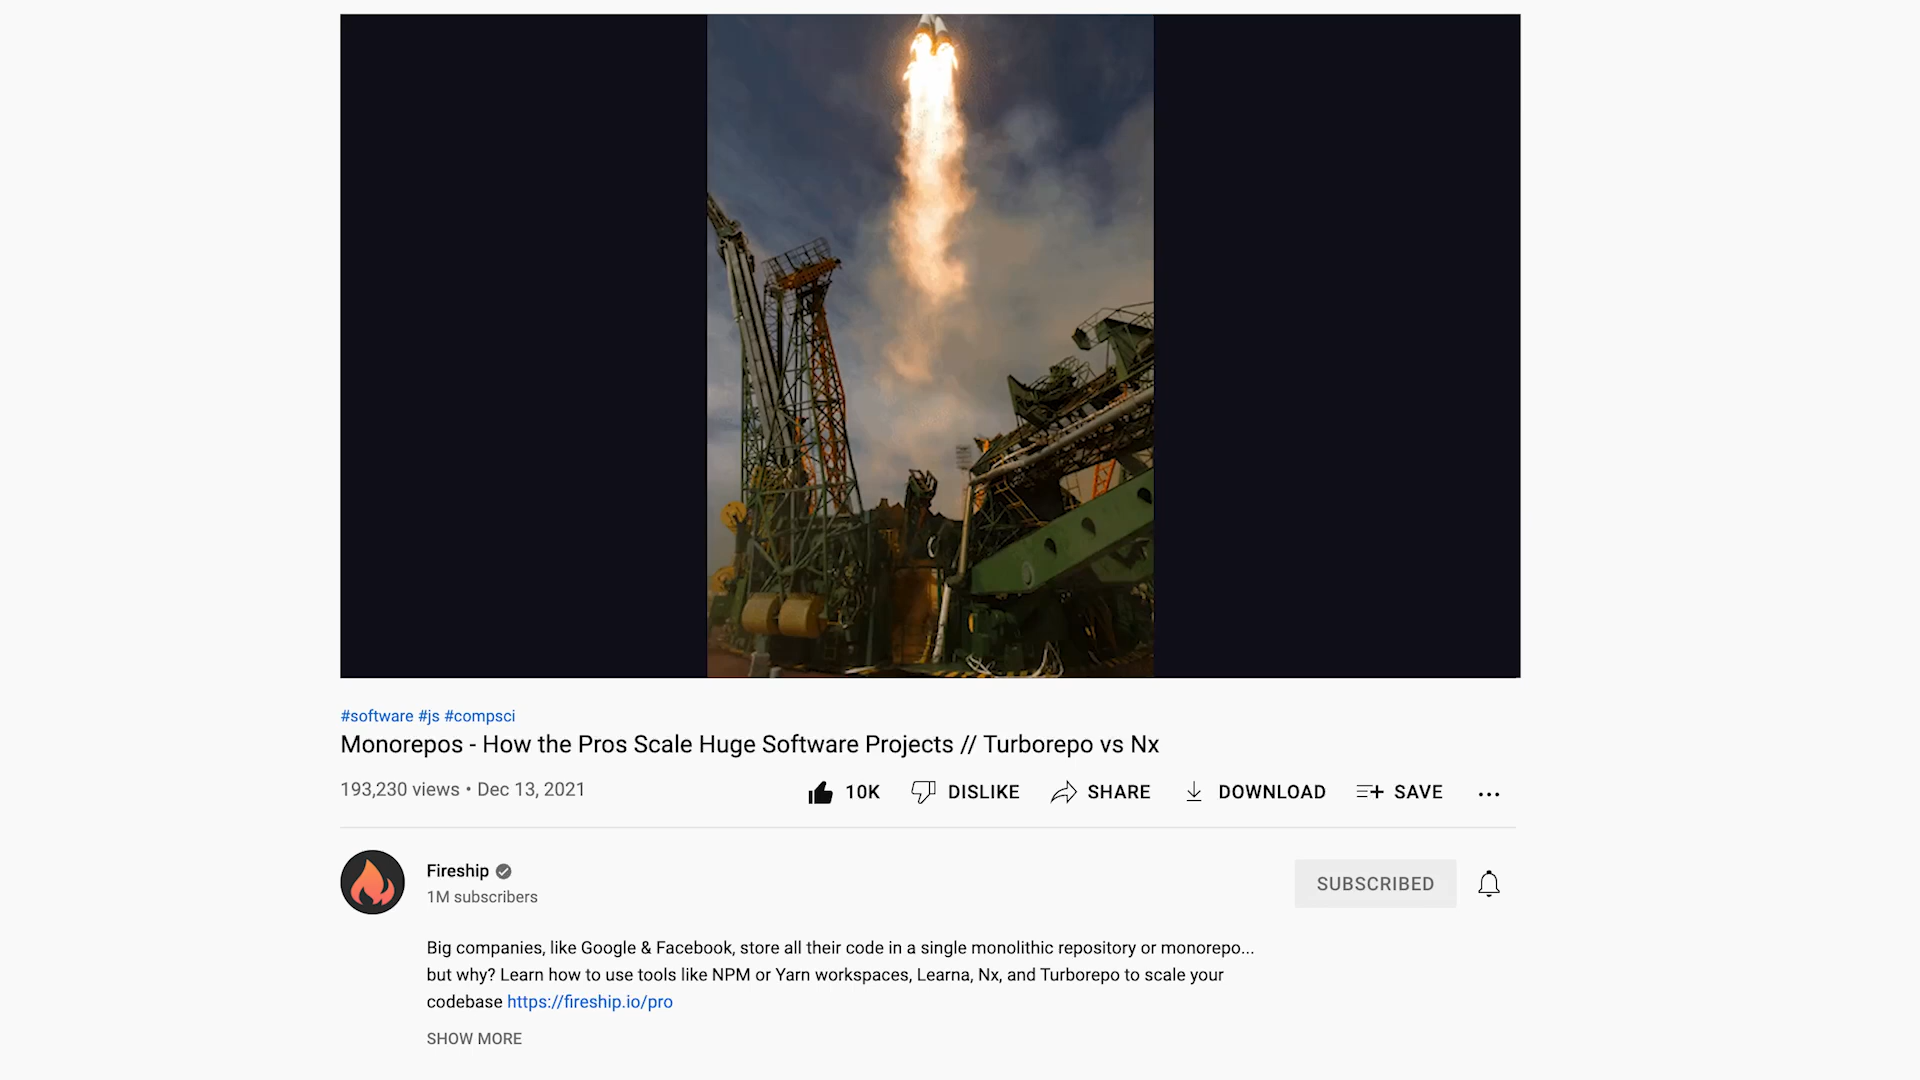 #software #js #compsci
Monorepos - How the Pros Scale Huge Software Projects // Turborepo vs Nx
193,230 views • Dec 13, 2021
10K DISLIKE SHARE DOWNLOAD SAVE
Fireship
1M subscribers
SUBSCRIBED
Big companies, like Google & Facebook, store all their code in a single monolithic repository or monorepo...
but why? Learn how to use tools like NPM or Yarn workspaces, Learna, Nx, and Turborepo to scale your
codebase https://fireship.io/pro
SHOW MORE